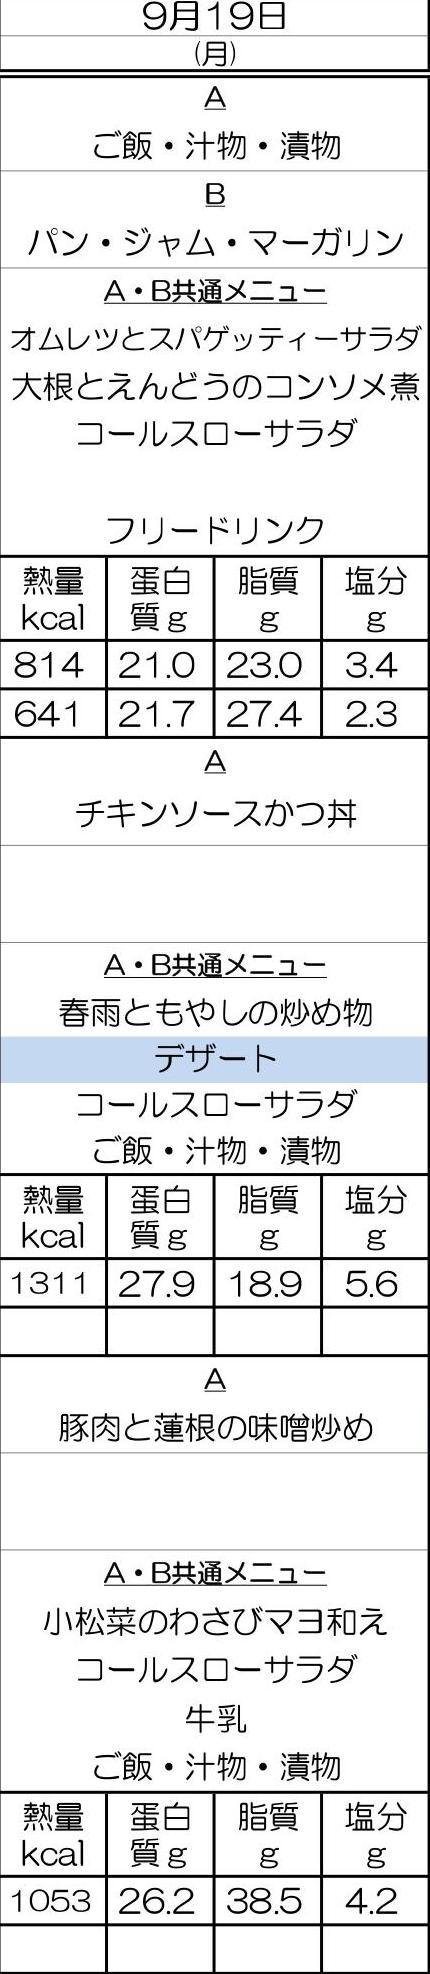 9月19日
(月)
A
ご飯・汁物・漬物
B
パン・ジャム・マーガリン
A・B共通メニュー
オムレツとスパゲッティーサラダ
大根とえんどうのコンソメ煮
コールスローサラダ
フリードリンク
熱量 蛋白 脂質 塩分
kcal 質g g g
814 21.0 23.0 3.4
641 21.7 27.4 2.3
A
チキンソースかつ丼
A・B共通メニュー
春雨ともやしの炒め物
デザート
コールスローサラダ
ご飯・汁物・漬物
熱量 蛋白 脂質 塩分
kcal 質g g g
1311 27.9 18.9 5.6
A
豚肉と蓮根の味噌炒め
A・B共通メニュー
小松菜のわさびマヨ和え
コールスローサラダ
牛乳
ご飯・汁物・漬物
熱量 蛋白 脂質 塩分
kcal 質g g g
1053 26.2 38.5 4.2